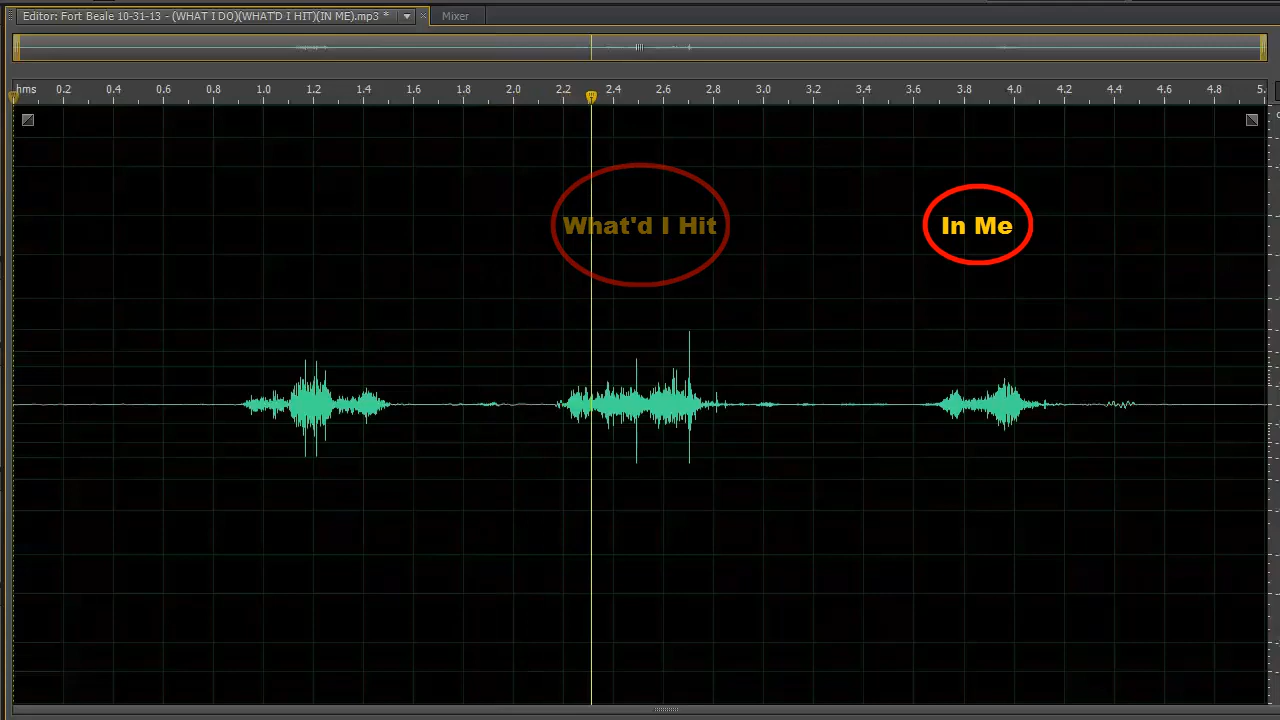 Editor: Fort Beale 10-31-13 - (WHAT I DO)(WHAT'D I HIT)(IN ME).mp3 * Mixer
hms 0.2 0.4 0.6 0.8 1.0 1.2 1.4 1.6 1.8 2.0 2.2 2.4 2.6 2.8 3.0 3.2 3.4 3.6 3.8 4.0 4.2 4.4 4.6 4.8 5.
What'd I Hit In Me